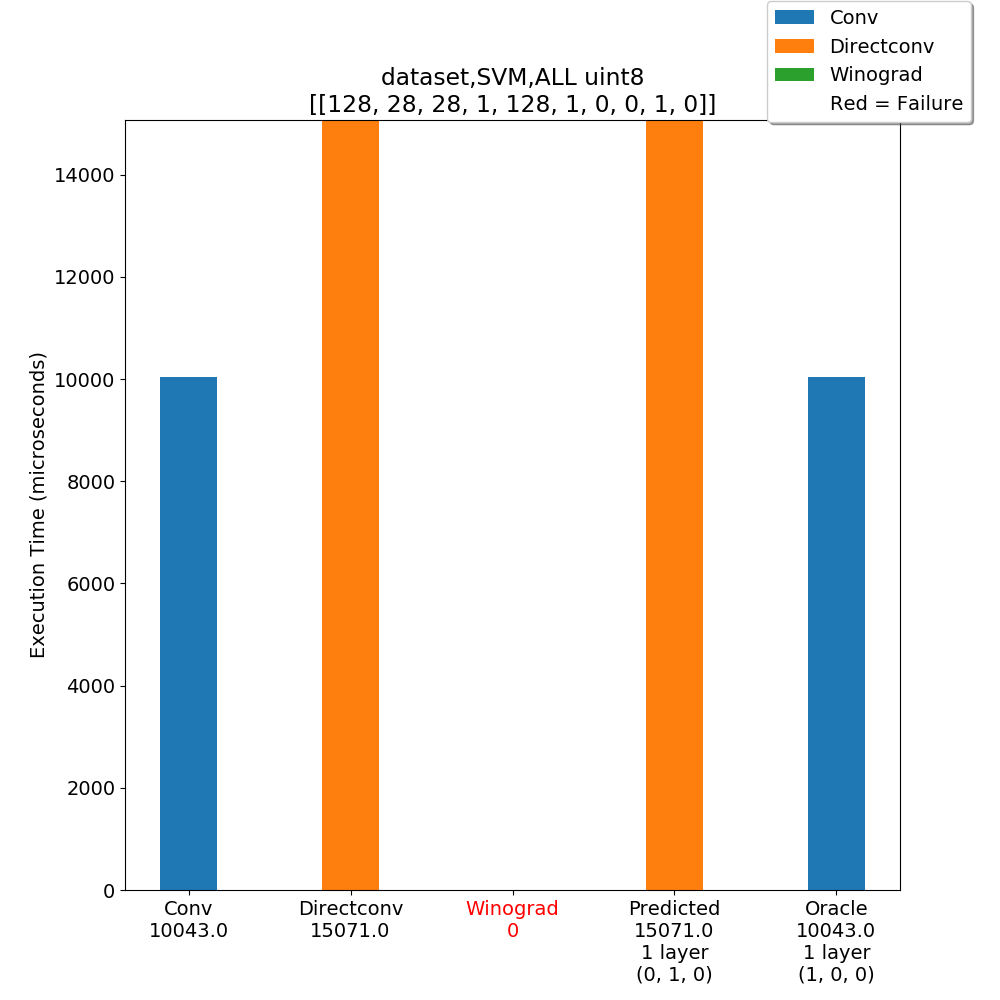 Conv
Directconv
Winograd
Red = Failure
dataset,SVM,ALL uint8
[[128, 28, 28, 1, 128, 1, 0, 0, 1, 0]]
Execution Time (microseconds)
14000
12000
10000
8000
6000
4000
2000
0
Conv
10043.0
Directconv
15071.0
Winograd
0
Predicted
15071.0
1 layer
(0, 1, 0)
Oracle
10043.0
1 layer
(1, 0, 0)